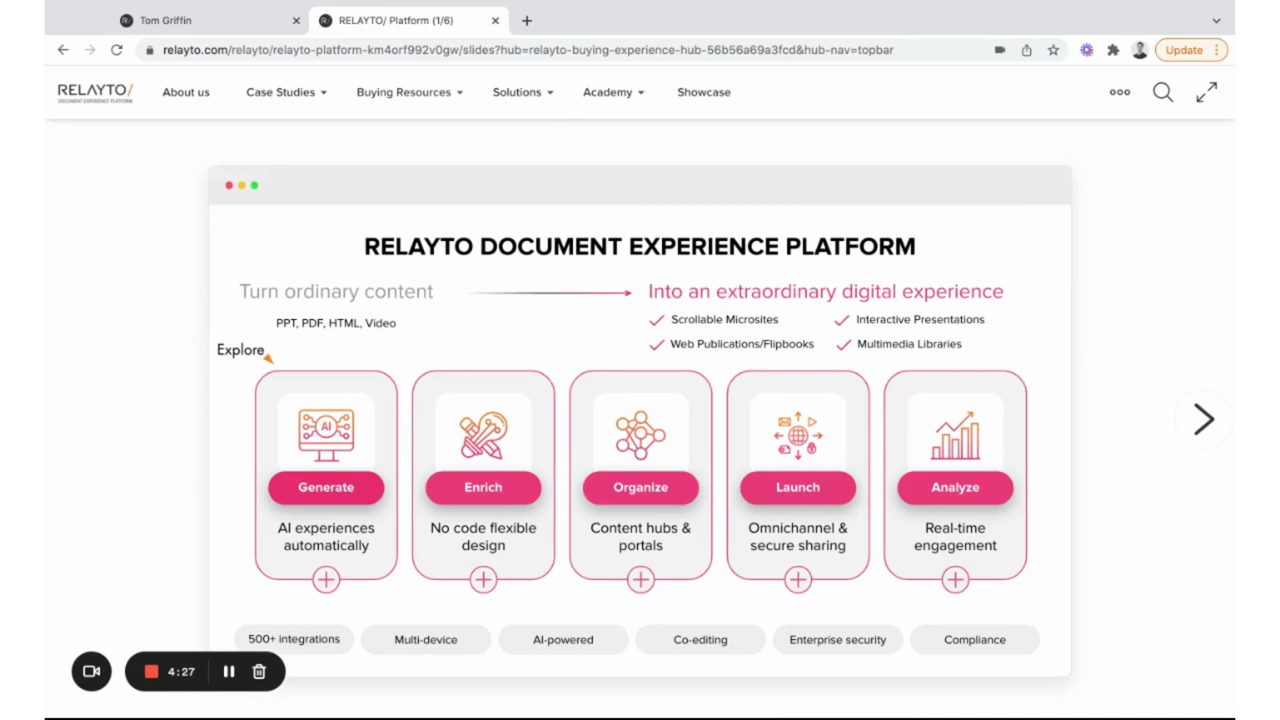 Tom Griffin
RELAYTO/ Platform (1/6)
relayto.com/relayto/relayto-platform-km4orf992v0gw/slides?hub=relayto-buying-experience-hub-56b56a69a3fcd&hub-nav=topbar
Update
RELAYTO/
DOCUMENT EXPERIENCE PLATFORM
About us
Case Studies
Buying Resources
Solutions
Academy
Showcase
RELAYTO DOCUMENT EXPERIENCE PLATFORM
Turn ordinary content
Into an extraordinary digital experience
PPT, PDF, HTML, Video
Scrollable Microsites
Interactive Presentations
Web Publications/Flipbooks
Multimedia Libraries
Explore
AI
Generate
AI experiences
automatically
Enrich
No code flexible
design
Organize
Content hubs &
portals
Launch
Omnichannel &
secure sharing
Analyze
Real-time
engagement
500+ integrations
Multi-device
AI-powered
Co-editing
Enterprise security
Compliance
4:27